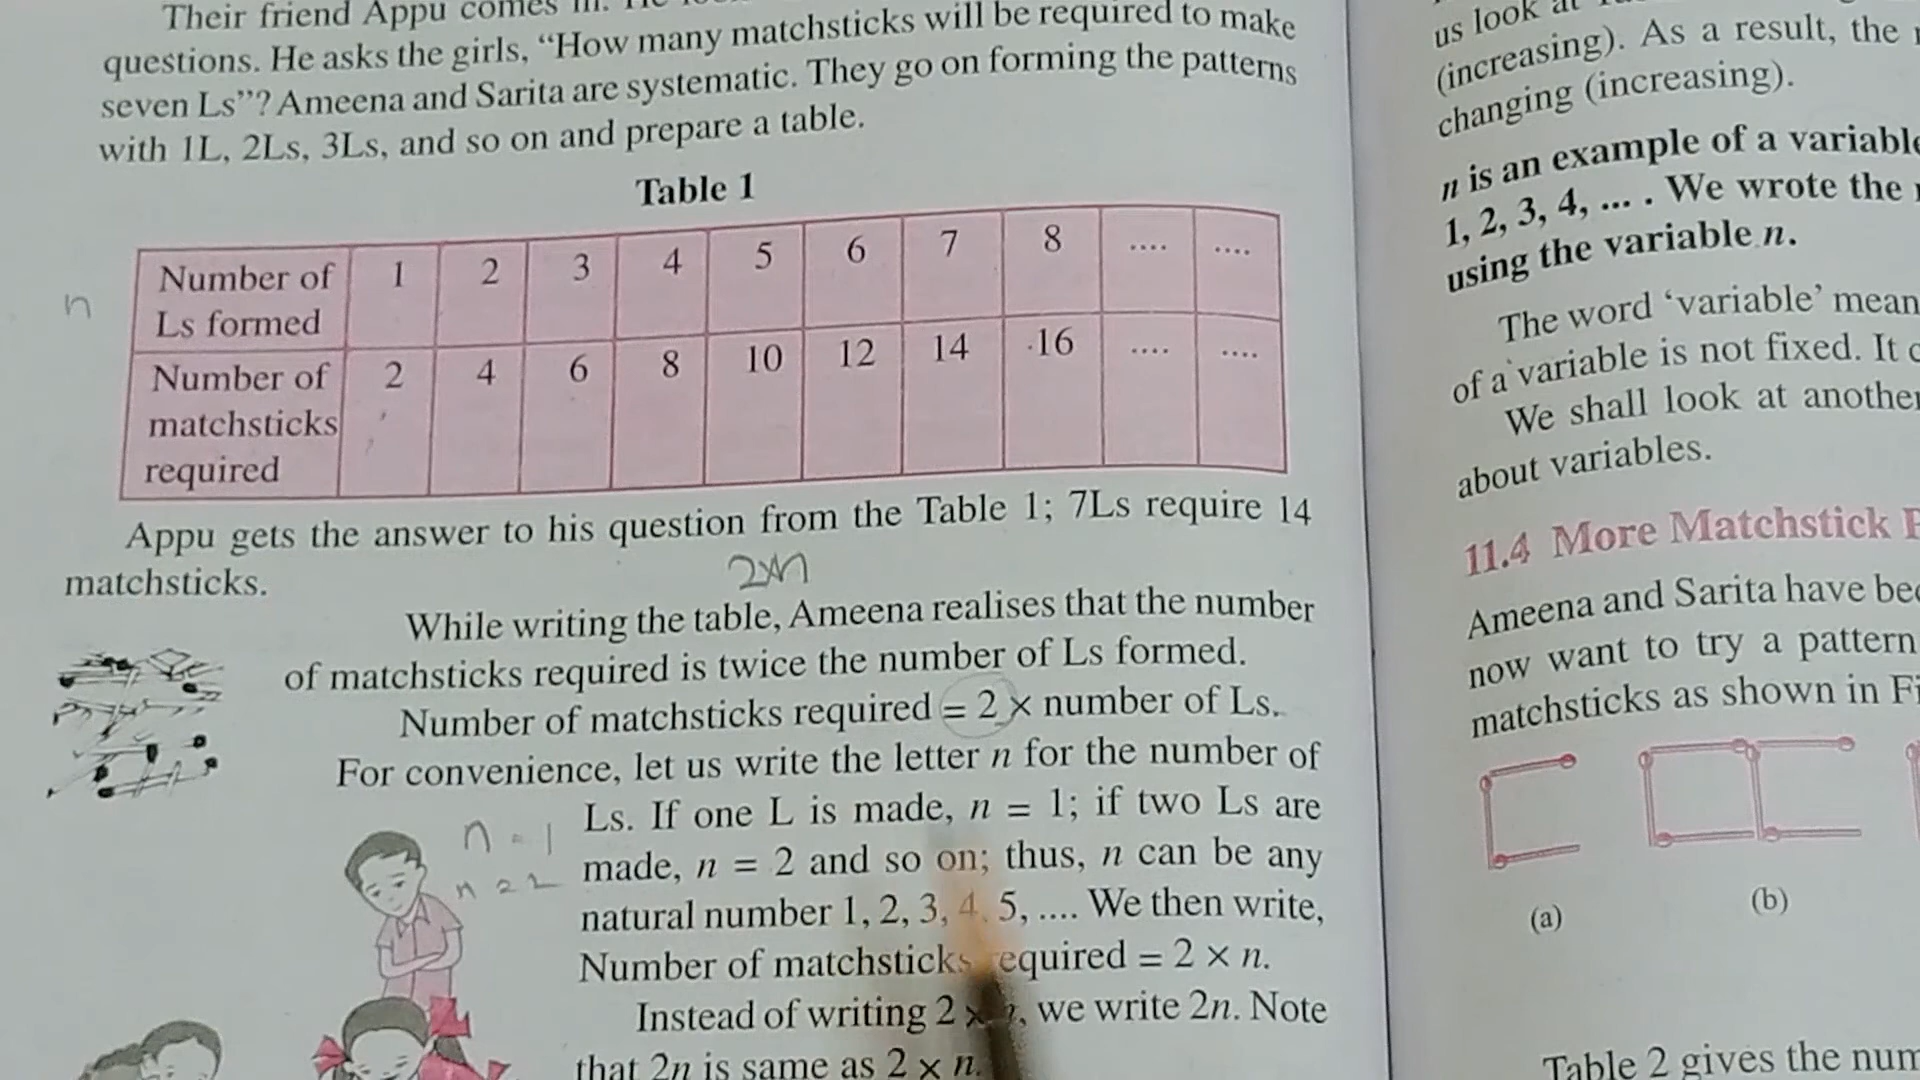 Their friend Appu comes in.
questions. He asks the girls, “How many matchsticks will be required to make
seven Ls”? Ameena and Sarita are systematic. They go on forming the patterns
with 1L, 2Ls, 3Ls, and so on and prepare a table.
Table 1
Number of Ls formed 1 2 3 4 5 6 7 8 .... ....
n
Number of matchsticks required 2 4 6 8 10 12 14 16 .... ....
Appu gets the answer to his question from the Table 1; 7Ls require 14
matchsticks.
2×n
While writing the table, Ameena realises that the number
of matchsticks required is twice the number of Ls formed.
Number of matchsticks required = 2 × number of Ls.
For convenience, let us write the letter n for the number of
Ls. If one L is made, n = 1; if two Ls are
n = 1
made, n = 2 and so on; thus, n can be any
n = 2
natural number 1, 2, 3, 4, 5, .... We then write,
Number of matchsticks required = 2 × n.
Instead of writing 2 × n, we write 2n. Note
that 2n is same as 2 × n.
us look at
(increasing). As a result, the
changing (increasing).
n is an example of a variable
1, 2, 3, 4, ... . We wrote the
using the variable n.
The word ‘variable’ mean
of a variable is not fixed. It
We shall look at another
about variables.
11.4 More Matchstick
Ameena and Sarita have
now want to try a pattern
matchsticks as shown in
(a)
(b)
Table 2 gives the